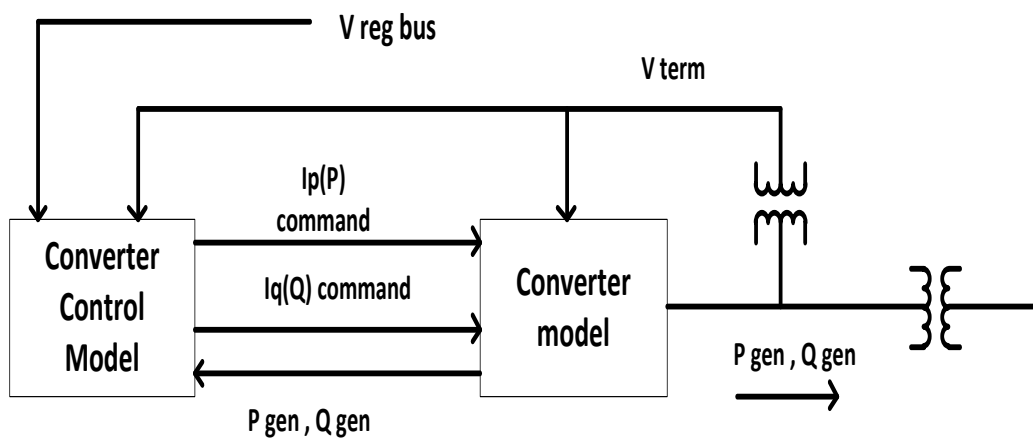 V reg bus
V term
Ip(P)
command
Converter
Control
Model
Iq(Q) command
Converter
model
P gen , Q gen
P gen , Q gen